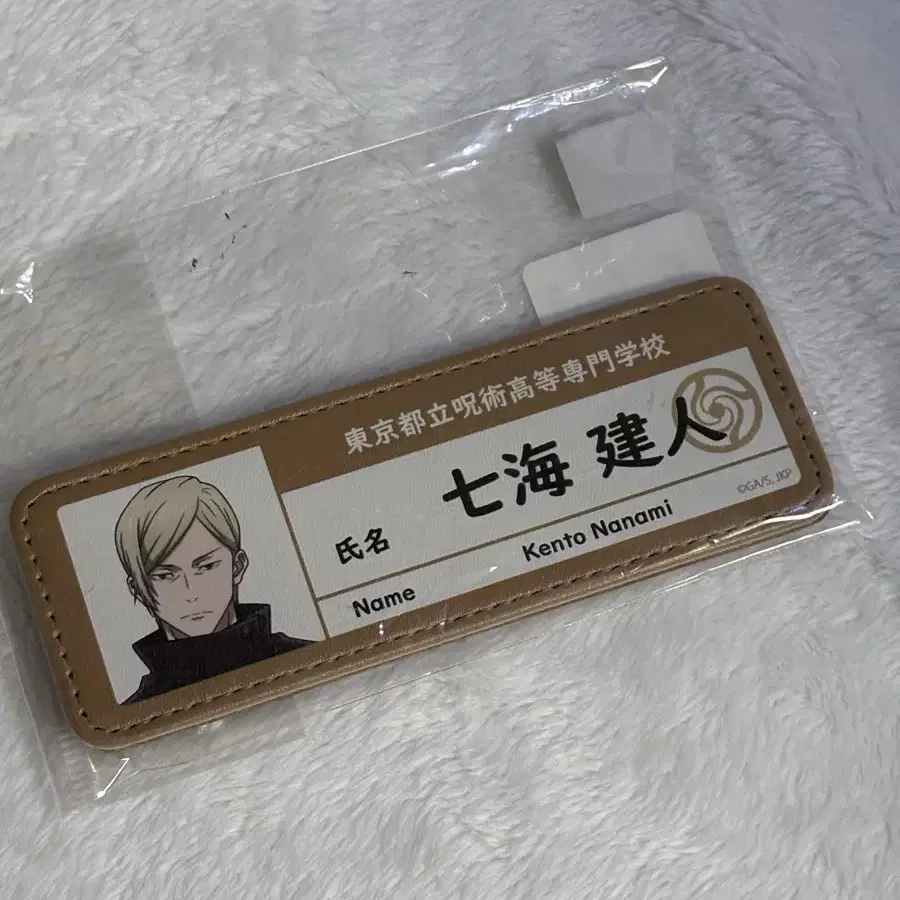 東京都立呪術高等専門学校
氏名 七海 建人
©GA/S, JKP
Name Kento Nanami